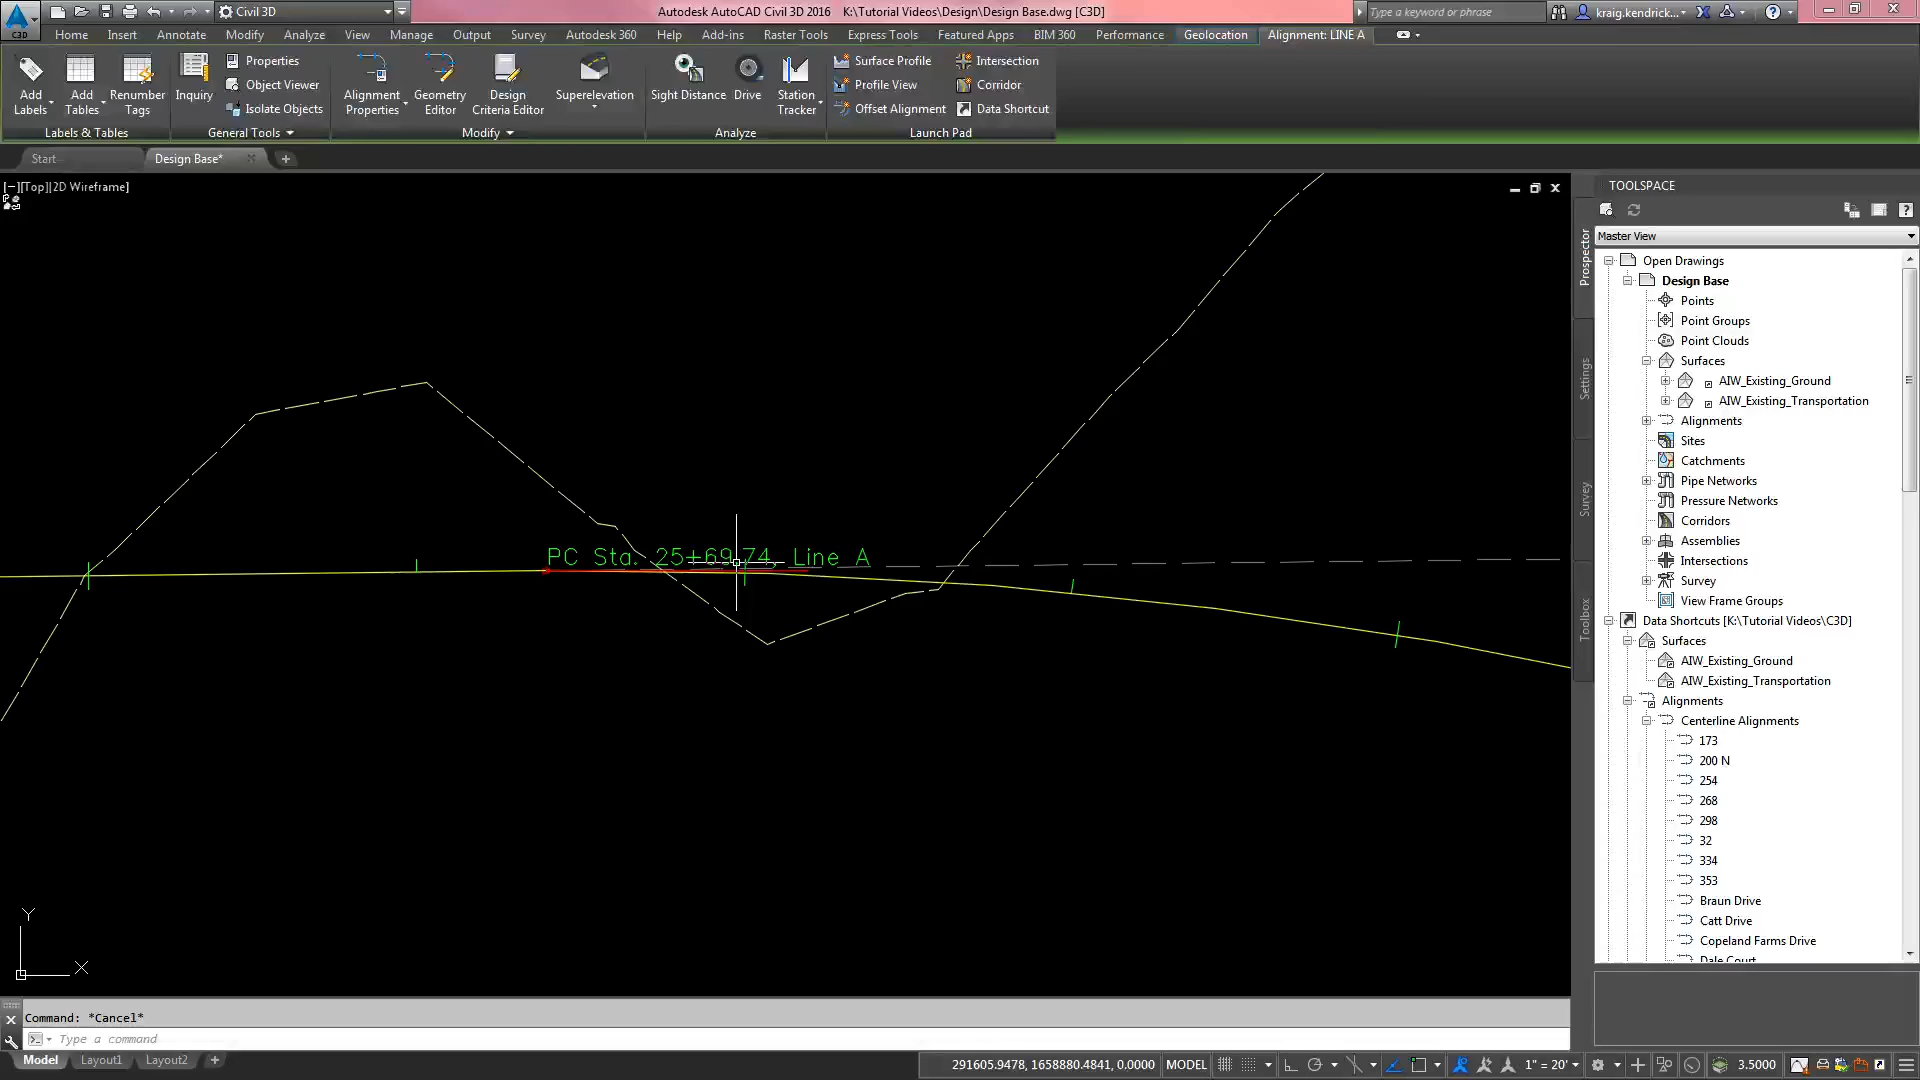 Autodesk AutoCAD Civil 3D 2016 K:\Tutorial Videos\Design\Design Base.dwg [C3D]
Civil 3D
Type a keyword or phrase
kraig.kendrick...
C3D
Home Insert Annotate Modify Analyze View Manage Output Survey Autodesk 360 Help Add-ins Raster Tools Express Tools Featured Apps BIM 360 Performance Geolocation Alignment: LINE A
Add Labels
Add Tables
Renumber Tags
Labels & Tables
Inquiry
Properties
Object Viewer
Isolate Objects
General Tools
Alignment Properties
Geometry Editor
Design Criteria Editor
Superelevation
Modify
Sight Distance
Drive
Station Tracker
Analyze
Surface Profile
Profile View
Offset Alignment
Intersection
Corridor
Data Shortcut
Launch Pad
Start
Design Base*
[−][Top][2D Wireframe]
PC Sta. 25+69.74, Line A
Y
X
TOOLSPACE
Master View
Prospector
Settings
Survey
Toolbox
Open Drawings
Design Base
Points
Point Groups
Point Clouds
Surfaces
AIW_Existing_Ground
AIW_Existing_Transportation
Alignments
Sites
Catchments
Pipe Networks
Pressure Networks
Corridors
Assemblies
Intersections
Survey
View Frame Groups
Data Shortcuts [K:\Tutorial Videos\C3D]
Surfaces
AIW_Existing_Ground
AIW_Existing_Transportation
Alignments
Centerline Alignments
173
200 N
254
268
298
32
334
353
Braun Drive
Catt Drive
Copeland Farms Drive
Dale Court
Command: *Cancel*
Type a command
Model Layout1 Layout2
291605.9478, 1658880.4841, 0.0000 MODEL 1" = 20' 3.5000